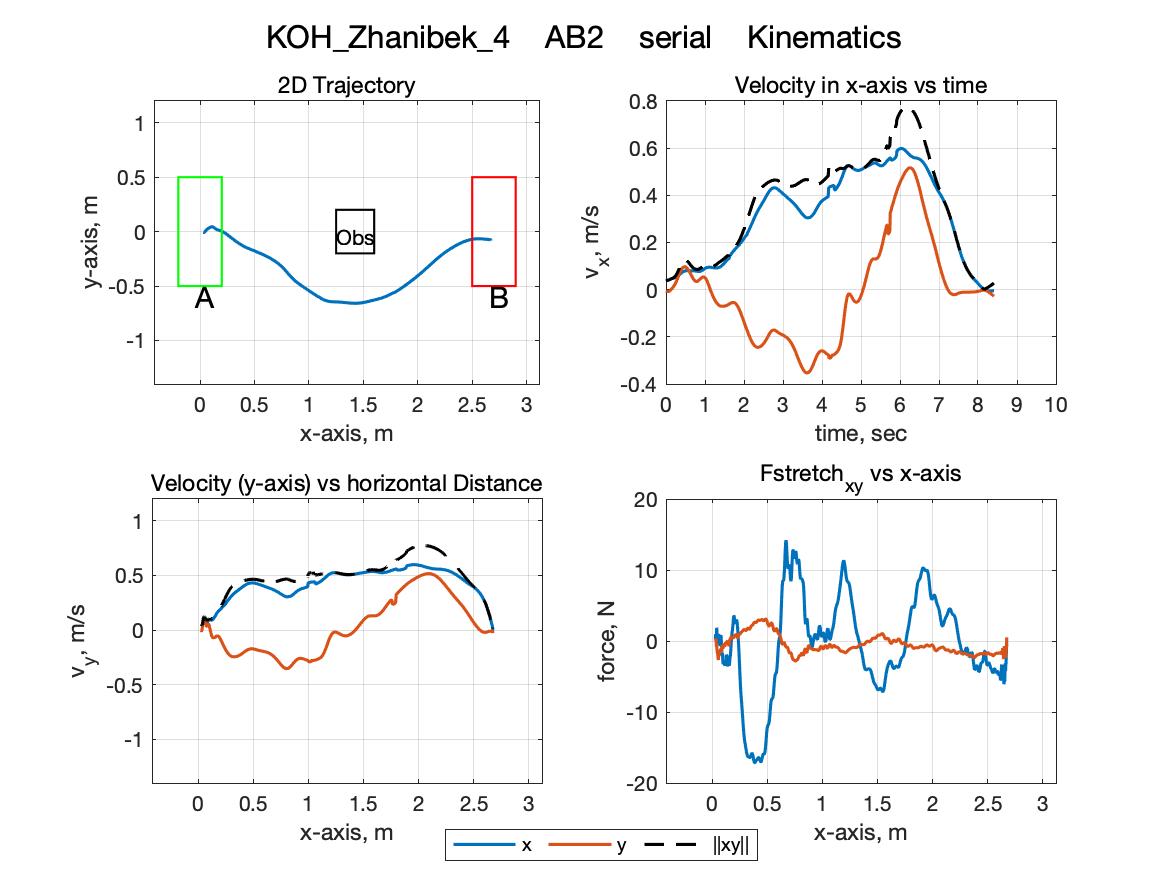 KOH_Zhanibek_4 AB2 serial Kinematics
2D Trajectory
1
0.5
0
-0.5
-1
y-axis, m
Obs
A
B
0 0.5 1 1.5 2 2.5 3
x-axis, m
Velocity in x-axis vs time
0.8
0.6
0.4
0.2
0
-0.2
-0.4
v_x, m/s
0 1 2 3 4 5 6 7 8 9 10
time, sec
Velocity (y-axis) vs horizontal Distance
1
0.5
0
-0.5
-1
v_y, m/s
0 0.5 1 1.5 2 2.5 3
x-axis, m
Fstretch_xy vs x-axis
20
10
0
-10
-20
force, N
0 0.5 1 1.5 2 2.5 3
x-axis, m
x y ||xy||